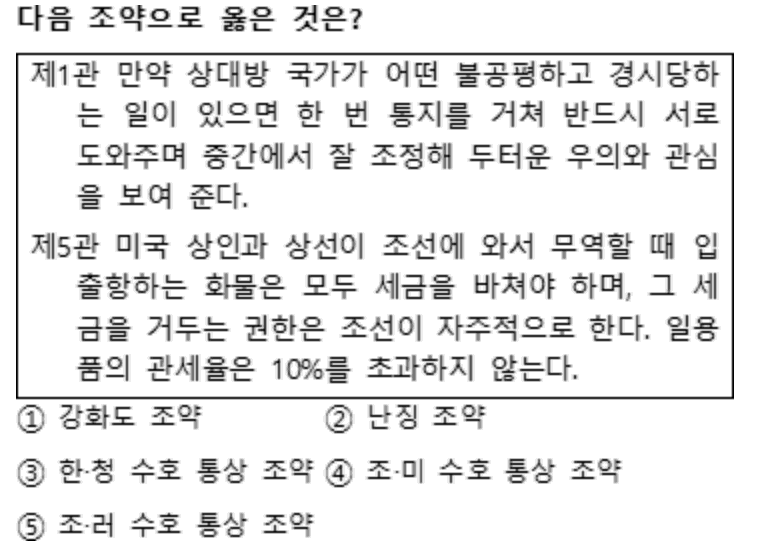 다음 조약으로 옳은 것은?
제1관 만약 상대방 국가가 어떤 불공평하고 경시당하
는 일이 있으면 한 번 통지를 거쳐 반드시 서로
도와주며 중간에서 잘 조정해 두터운 우의와 관심
을 보여 준다.
제5관 미국 상인과 상선이 조선에 와서 무역할 때 입
출항하는 화물은 모두 세금을 바쳐야 하며, 그 세
금을 거두는 권한은 조선이 자주적으로 한다. 일용
품의 관세율은 10%를 초과하지 않는다.
① 강화도 조약 ② 난징 조약
③ 한·청 수호 통상 조약 ④ 조·미 수호 통상 조약
⑤ 조·러 수호 통상 조약